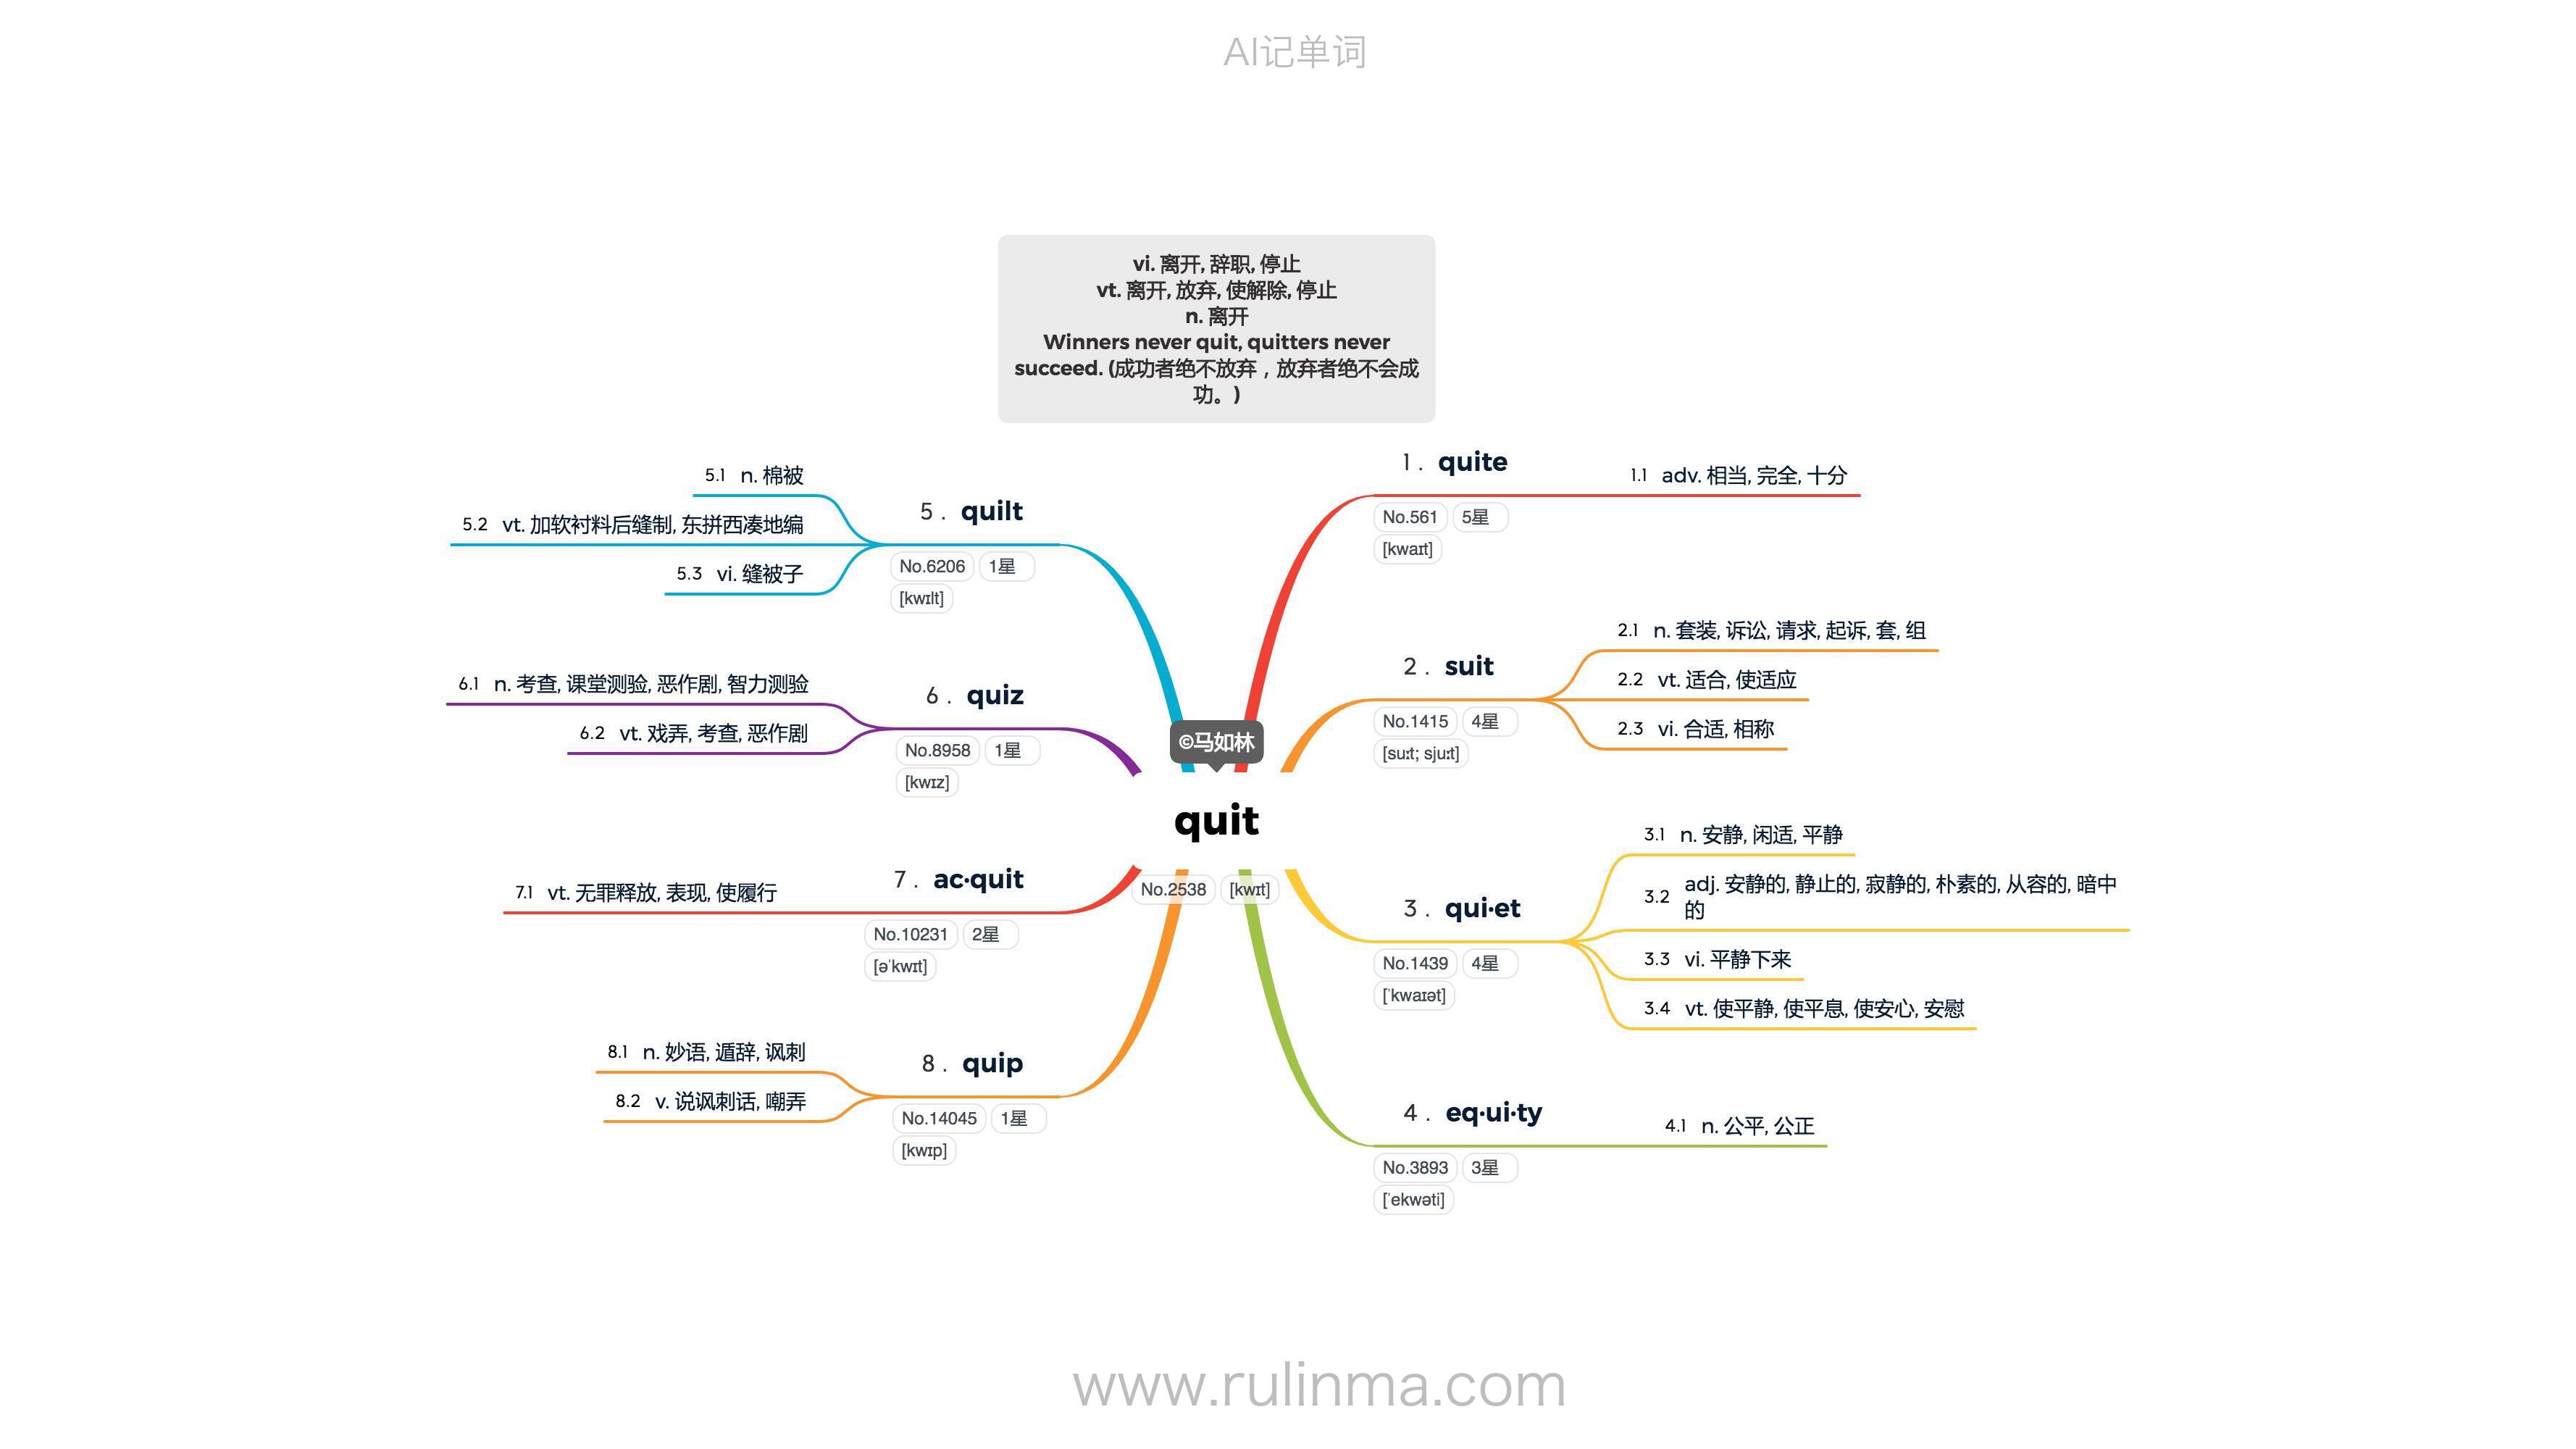 AI记单词
vi. 离开, 辞职, 停止
vt. 离开, 放弃, 使解除, 停止
n. 离开
Winners never quit, quitters never
succeed. (成功者绝不放弃，放弃者绝不会成
功。)
©马如林
quit
No.2538 [kwɪt]
1 . quite
No.561 5星
[kwaɪt]
1.1 adv. 相当, 完全, 十分
2 . suit
No.1415 4星
[suːt; sjuːt]
2.1 n. 套装, 诉讼, 请求, 起诉, 套, 组
2.2 vt. 适合, 使适应
2.3 vi. 合适, 相称
3 . qui·et
No.1439 4星
[ˈkwaɪət]
3.1 n. 安静, 闲适, 平静
3.2 adj. 安静的, 静止的, 寂静的, 朴素的, 从容的, 暗中
的
3.3 vi. 平静下来
3.4 vt. 使平静, 使平息, 使安心, 安慰
4 . eq·ui·ty
No.3893 3星
[ˈekwəti]
4.1 n. 公平, 公正
5 . quilt
No.6206 1星
[kwɪlt]
5.1 n. 棉被
5.2 vt. 加软衬料后缝制, 东拼西凑地编
5.3 vi. 缝被子
6 . quiz
No.8958 1星
[kwɪz]
6.1 n. 考查, 课堂测验, 恶作剧, 智力测验
6.2 vt. 戏弄, 考查, 恶作剧
7 . ac·quit
No.10231 2星
[əˈkwɪt]
7.1 vt. 无罪释放, 表现, 使履行
8 . quip
No.14045 1星
[kwɪp]
8.1 n. 妙语, 遁辞, 讽刺
8.2 v. 说讽刺话, 嘲弄
www.rulinma.com